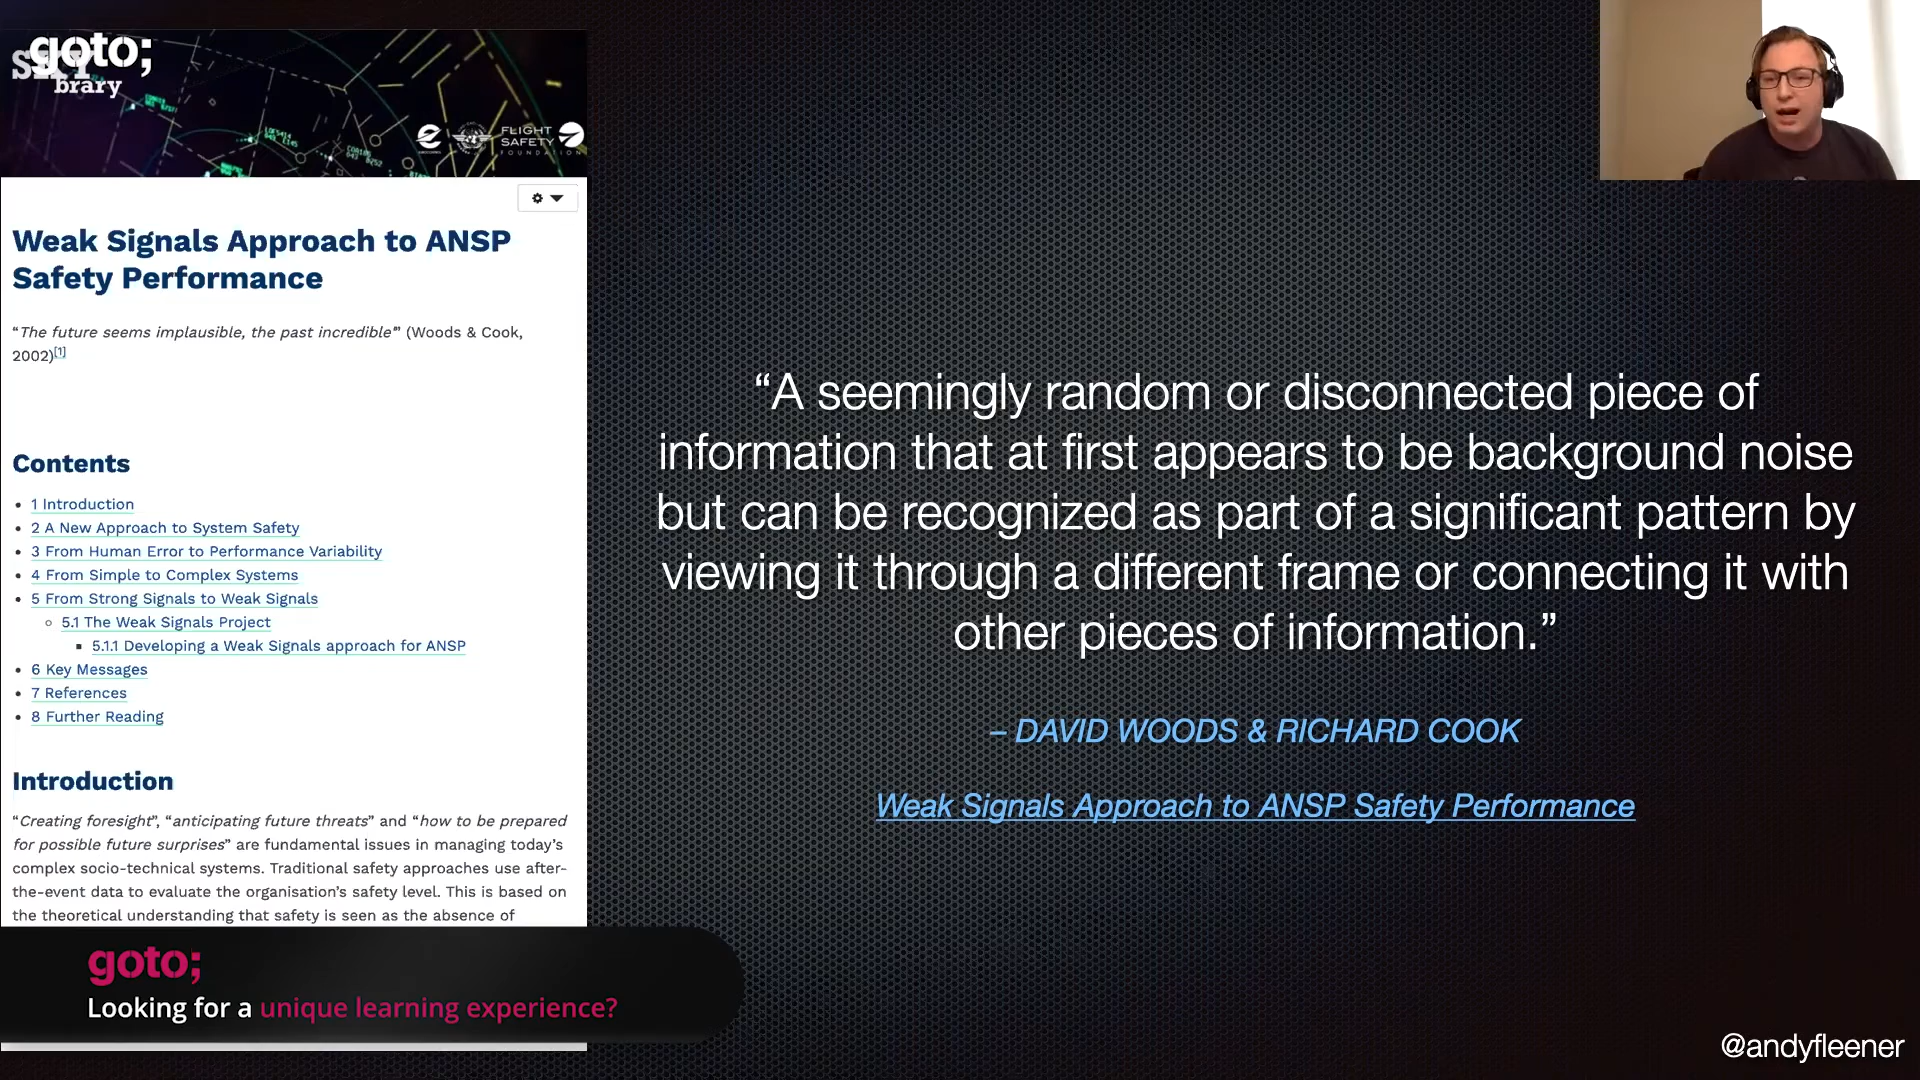 goto;
SKY
brary
FLIGHT
SAFETY
FOUNDATION
Weak Signals Approach to ANSP
Safety Performance
“The future seems implausible, the past incredible” (Woods & Cook,
2002)[1]
Contents
1 Introduction
2 A New Approach to System Safety
3 From Human Error to Performance Variability
4 From Simple to Complex Systems
5 From Strong Signals to Weak Signals
5.1 The Weak Signals Project
5.1.1 Developing a Weak Signals approach for ANSP
6 Key Messages
7 References
8 Further Reading
Introduction
“Creating foresight”, “anticipating future threats” and “how to be prepared
for possible future surprises” are fundamental issues in managing today’s
complex socio-technical systems. Traditional safety approaches use after-
the-event data to evaluate the organisation’s safety level. This is based on
the theoretical understanding that safety is seen as the absence of
goto;
Looking for a unique learning experience?
“A seemingly random or disconnected piece of
information that at first appears to be background noise
but can be recognized as part of a significant pattern by
viewing it through a different frame or connecting it with
other pieces of information.”
– DAVID WOODS & RICHARD COOK
Weak Signals Approach to ANSP Safety Performance
@andyfleener